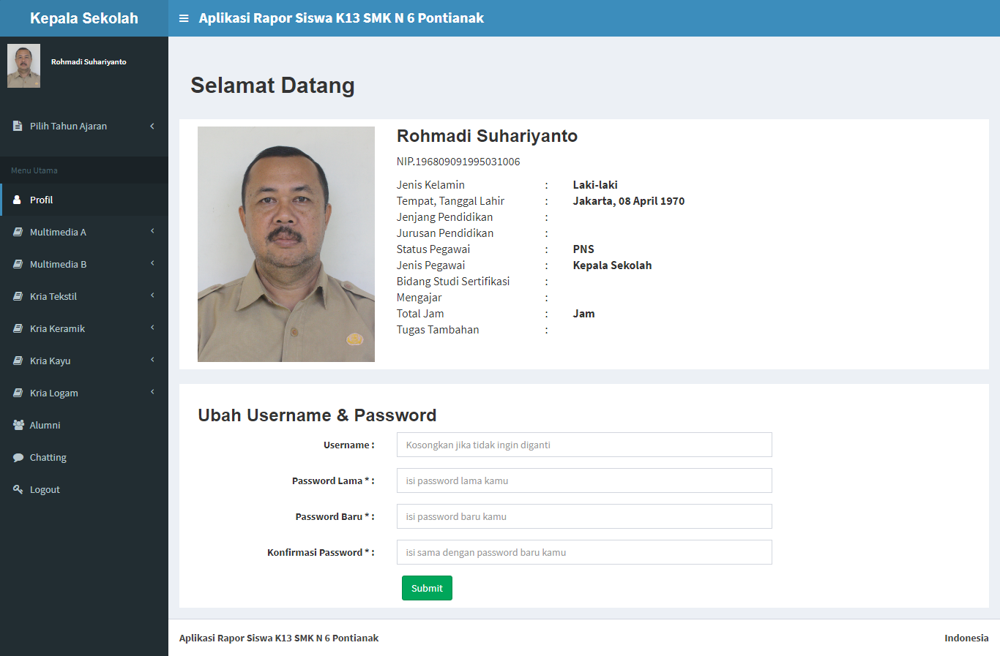 Kepala Sekolah
Aplikasi Rapor Siswa K13 SMK N 6 Pontianak
Rohmadi Suhariyanto
Pilih Tahun Ajaran
Menu Utama
Profil
Multimedia A
Multimedia B
Kria Tekstil
Kria Keramik
Kria Kayu
Kria Logam
Alumni
Chatting
Logout
Selamat Datang
Rohmadi Suhariyanto
NIP.196809091995031006
Jenis Kelamin : Laki-laki
Tempat, Tanggal Lahir : Jakarta, 08 April 1970
Jenjang Pendidikan :
Jurusan Pendidikan :
Status Pegawai : PNS
Jenis Pegawai : Kepala Sekolah
Bidang Studi Sertifikasi :
Mengajar :
Total Jam : Jam
Tugas Tambahan :
Ubah Username & Password
Username : Kosongkan jika tidak ingin diganti
Password Lama * : isi password lama kamu
Password Baru * : isi password baru kamu
Konfirmasi Password * : isi sama dengan password baru kamu
Submit
Aplikasi Rapor Siswa K13 SMK N 6 Pontianak Indonesia